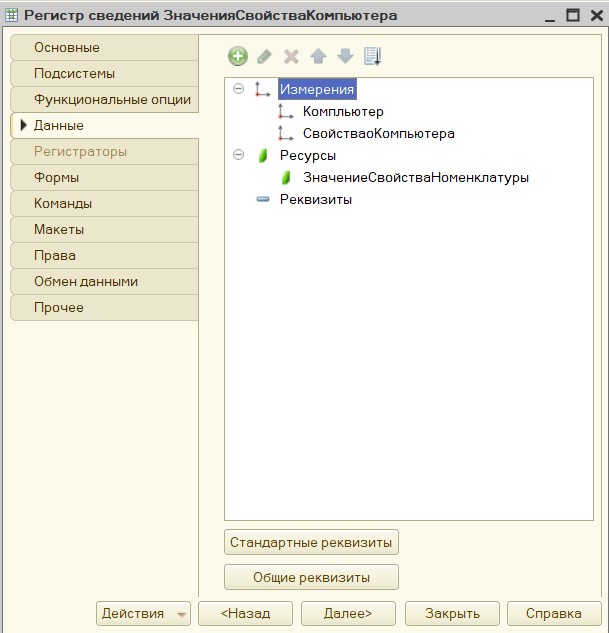 Регистр сведений ЗначенияСвойстваКомпьютера
Основные
Подсистемы
Функциональные опции
Данные
Регистраторы
Формы
Команды
Макеты
Права
Обмен данными
Прочее
Измерения
Компльютер
СвойстваоКомпьютера
Ресурсы
ЗначениеСвойстваНоменклатуры
Реквизиты
Стандартные реквизиты
Общие реквизиты
Действия
<Назад
Далее>
Закрыть
Справка